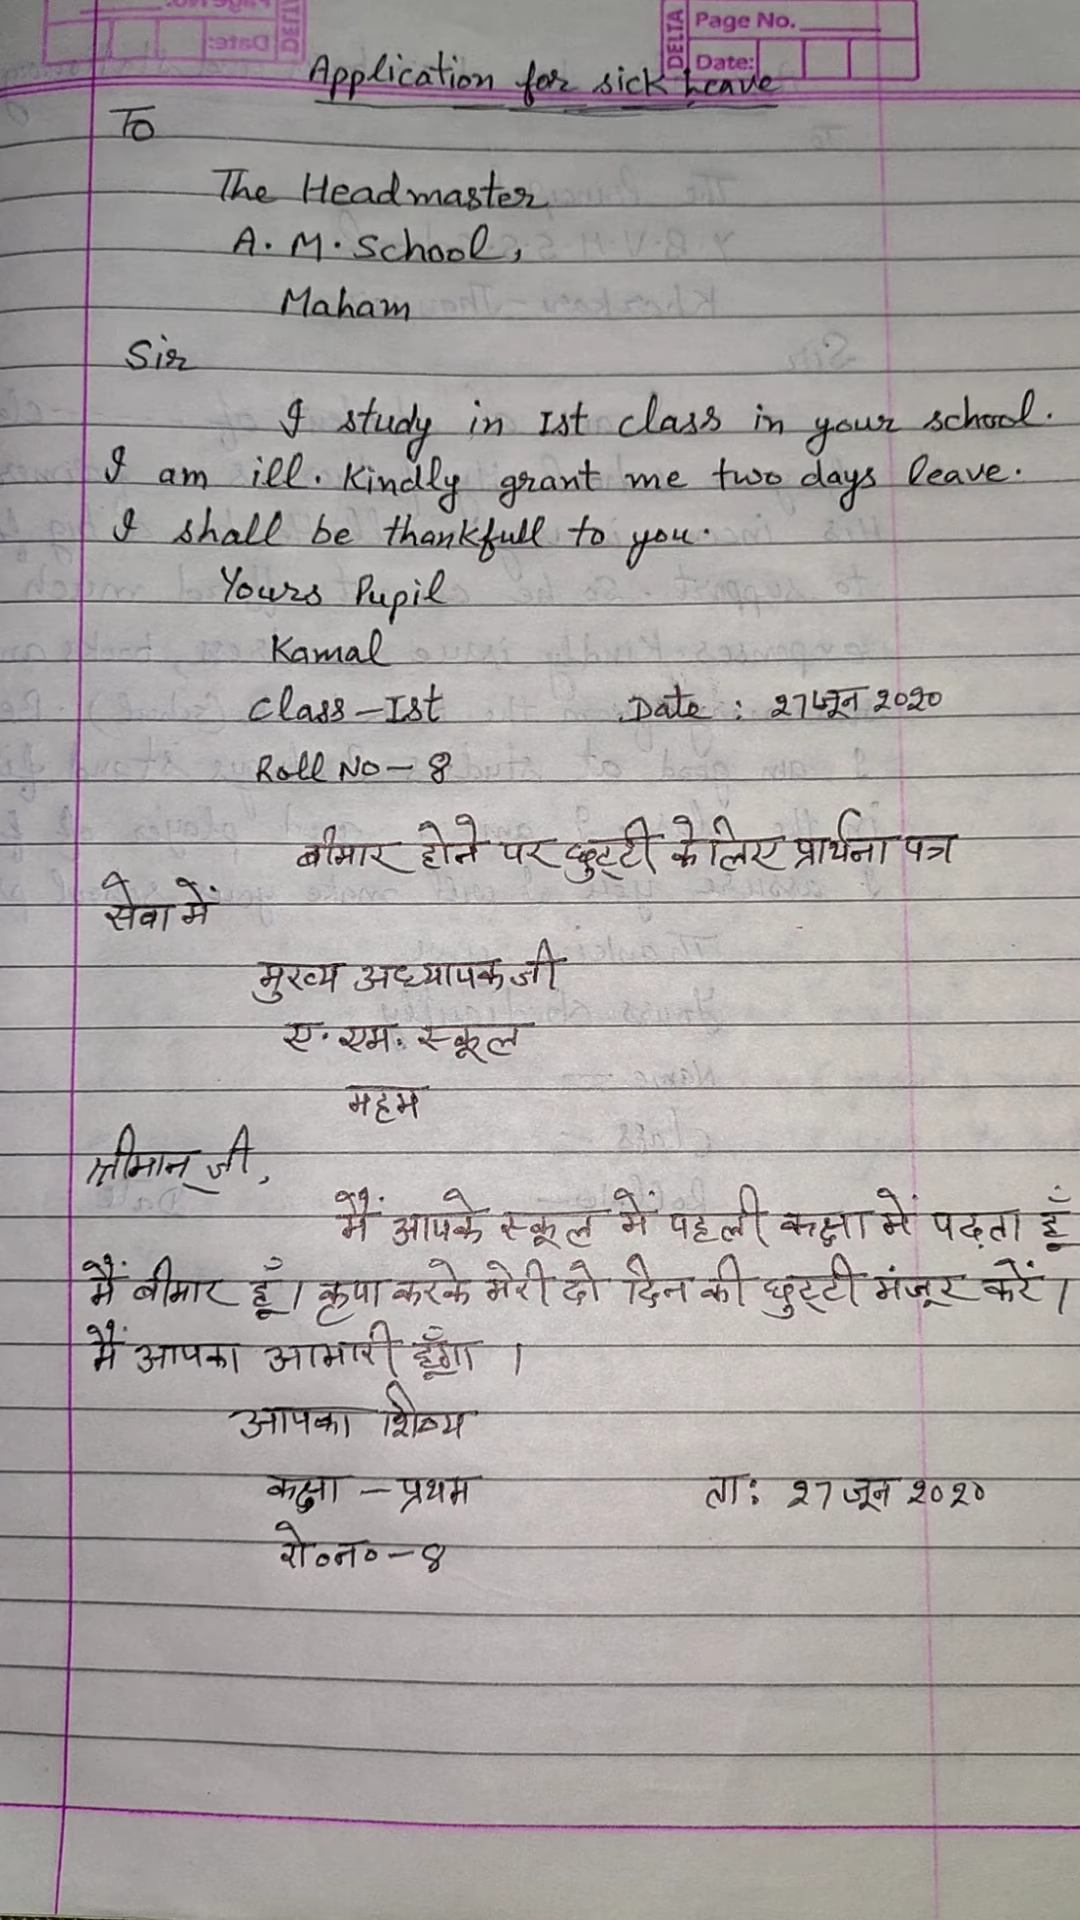 DELTA
Page No.
Date:
Application for sick Leave
To
The Headmaster
A. M. School,
Maham
Sir
I study in Ist class in your school.
I am ill. Kindly grant me two days leave.
I shall be thankfull to you.
Yours Pupil
Kamal
Class - Ist Date : 27 जून 2020
Roll No - 8
बीमार होने पर छुट्टी के लिए प्रार्थना पत्र
सेवा में
मुख्य अध्यापक जी
ए. एम. स्कूल
महम
श्रीमान् जी,
मैं आपके स्कूल में पहली कक्षा में पढ़ता हूँ
मैं बीमार हूँ। कृपा करके मेरी दो दिन की छुट्टी मंजूर करें।
मैं आपका आभारी हूँगा ।
आपका शिष्य
कक्षा - प्रथम ता: 27 जून 2020
रो०न० - 8